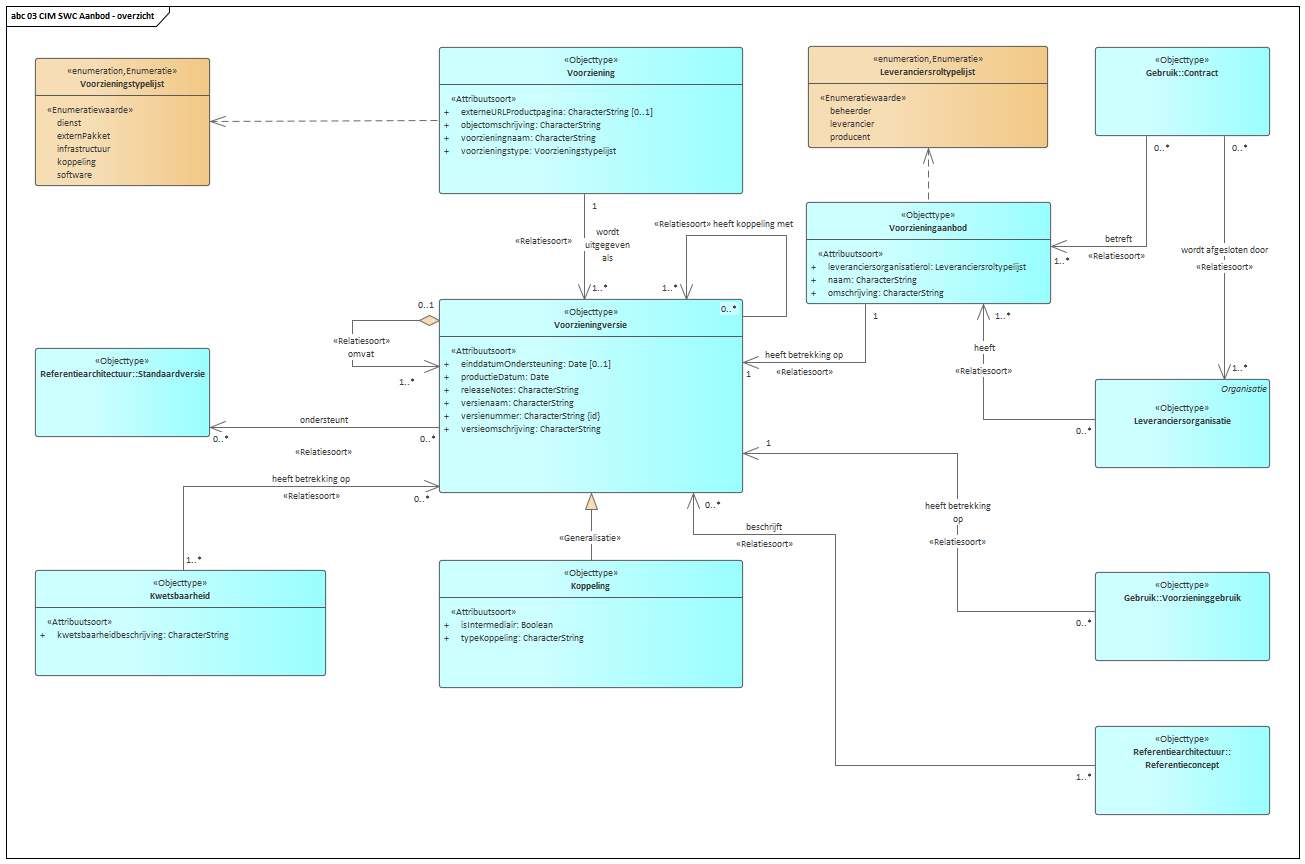 abc 03 CIM SWC Aanbod - overzicht
«enumeration,Enumeratie»
Voorzieningstypelijst
«Enumeratiewaarde»
dienst
externPakket
infrastructuur
koppeling
software
«Objecttype»
Voorziening
«Attribuutsoort»
+ externeURLProductpagina: CharacterString [0..1]
+ objectomschrijving: CharacterString
+ voorzieningnaam: CharacterString
+ voorzieningstype: Voorzieningstypelijst
«enumeration,Enumeratie»
Leveranciersroltypelijst
«Enumeratiewaarde»
beheerder
leverancier
producent
«Objecttype»
Gebruik::Contract
0..*
0..*
1
«Relatiesoort»
wordt
uitgegeven
als
1..*
«Relatiesoort» heeft koppeling met
1..*
0..*
«Objecttype»
Voorzieningaanbod
«Attribuutsoort»
+ leveranciersorganisatierol: Leveranciersroltypelijst
+ naam: CharacterString
+ omschrijving: CharacterString
betreft
«Relatiesoort»
1..*
wordt afgesloten door
«Relatiesoort»
1..*
0..1
«Relatiesoort»
omvat
1..*
«Objecttype»
Voorzieningversie
«Attribuutsoort»
+ einddatumOndersteuning: Date [0..1]
+ productieDatum: Date
+ releaseNotes: CharacterString
+ versienaam: CharacterString
+ versienummer: CharacterString {id}
+ versieomschrijving: CharacterString
1
heeft betrekking op
«Relatiesoort»
1
1..*
heeft
«Relatiesoort»
0..*
Organisatie
«Objecttype»
Leveranciersorganisatie
«Objecttype»
Referentiearchitectuur::Standaardversie
ondersteunt
0..*
0..*
«Relatiesoort»
heeft betrekking op
«Relatiesoort»
0..*
1..*
1
heeft betrekking
op
«Relatiesoort»
0..*
0..*
beschrijft
«Relatiesoort»
1..*
«Generalisatie»
«Objecttype»
Kwetsbaarheid
«Attribuutsoort»
+ kwetsbaarheidbeschrijving: CharacterString
«Objecttype»
Koppeling
«Attribuutsoort»
+ isIntermediair: Boolean
+ typeKoppeling: CharacterString
«Objecttype»
Gebruik::Voorzieninggebruik
«Objecttype»
Referentiearchitectuur::
Referentieconcept